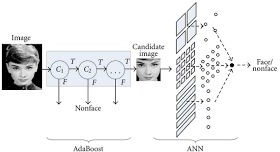 Image
Candidate
image
T
T
T
C1
C2
. . .
F
F
F
Nonface
Face/
nonface
AdaBoost
ANN